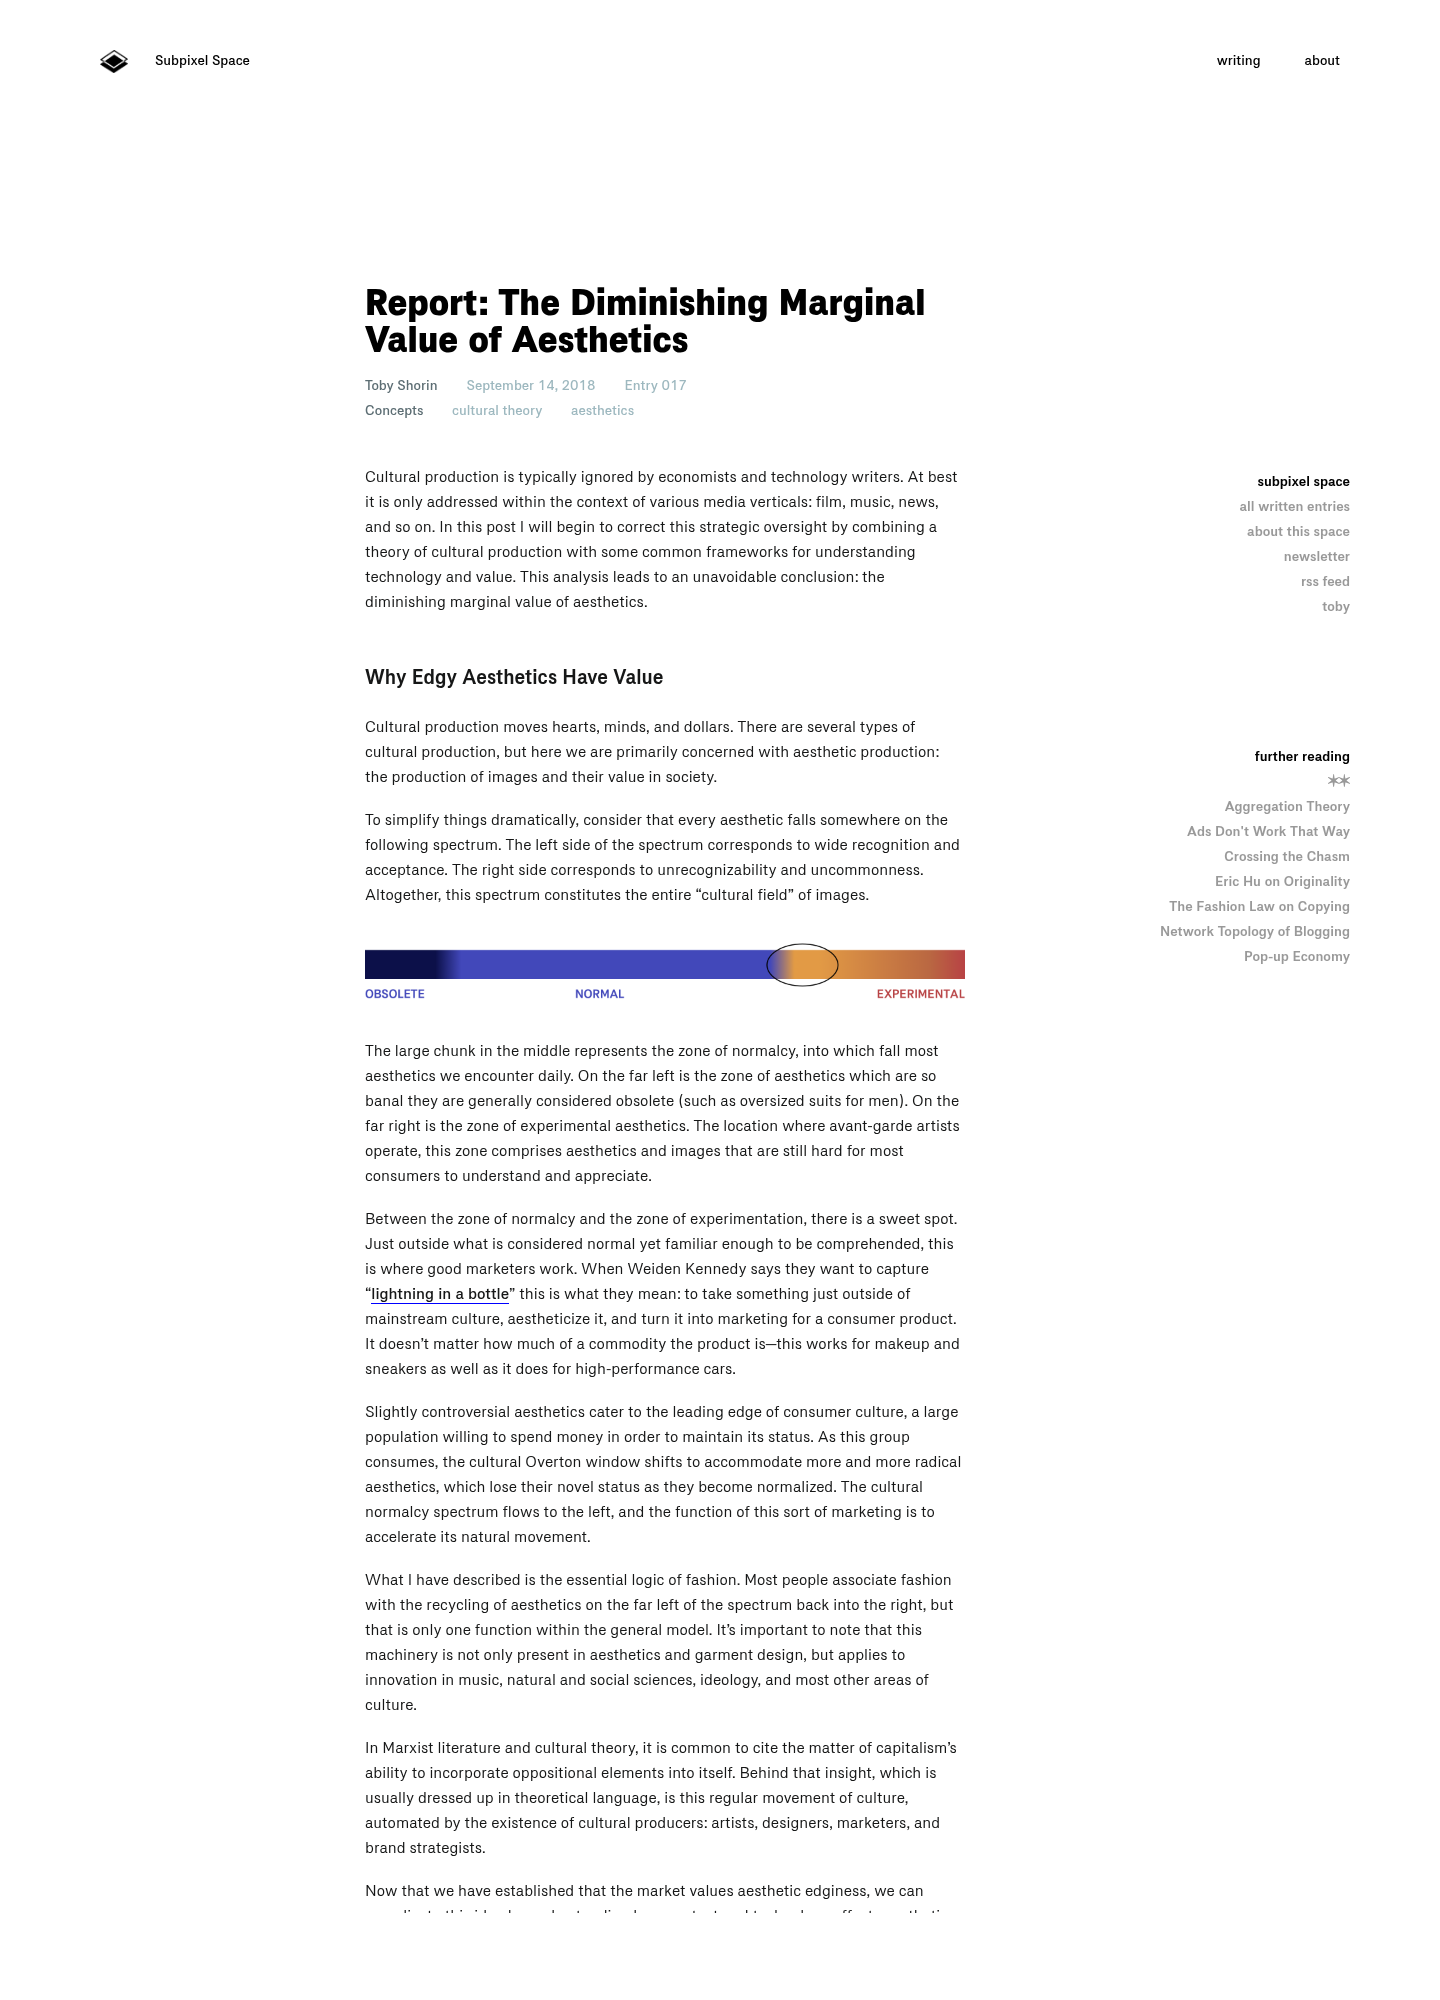 Subpixel Space
writing
about
Report: The Diminishing Marginal
Value of Aesthetics
Toby Shorin September 14, 2018 Entry 017
Concepts cultural theory aesthetics
Cultural production is typically ignored by economists and technology writers. At best
it is only addressed within the context of various media verticals: film, music, news,
and so on. In this post I will begin to correct this strategic oversight by combining a
theory of cultural production with some common frameworks for understanding
technology and value. This analysis leads to an unavoidable conclusion: the
diminishing marginal value of aesthetics.
subpixel space
all written entries
about this space
newsletter
rss feed
toby
Why Edgy Aesthetics Have Value
Cultural production moves hearts, minds, and dollars. There are several types of
cultural production, but here we are primarily concerned with aesthetic production:
the production of images and their value in society.
To simplify things dramatically, consider that every aesthetic falls somewhere on the
following spectrum. The left side of the spectrum corresponds to wide recognition and
acceptance. The right side corresponds to unrecognizability and uncommonness.
Altogether, this spectrum constitutes the entire “cultural field” of images.
further reading
✶✶
Aggregation Theory
Ads Don’t Work That Way
Crossing the Chasm
Eric Hu on Originality
The Fashion Law on Copying
Network Topology of Blogging
Pop-up Economy
OBSOLETE
NORMAL
EXPERIMENTAL
The large chunk in the middle represents the zone of normalcy, into which fall most
aesthetics we encounter daily. On the far left is the zone of aesthetics which are so
banal they are generally considered obsolete (such as oversized suits for men). On the
far right is the zone of experimental aesthetics. The location where avant-garde artists
operate, this zone comprises aesthetics and images that are still hard for most
consumers to understand and appreciate.
Between the zone of normalcy and the zone of experimentation, there is a sweet spot.
Just outside what is considered normal yet familiar enough to be comprehended, this
is where good marketers work. When Weiden Kennedy says they want to capture
“lightning in a bottle” this is what they mean: to take something just outside of
mainstream culture, aestheticize it, and turn it into marketing for a consumer product.
It doesn’t matter how much of a commodity the product is—this works for makeup and
sneakers as well as it does for high-performance cars.
Slightly controversial aesthetics cater to the leading edge of consumer culture, a large
population willing to spend money in order to maintain its status. As this group
consumes, the cultural Overton window shifts to accommodate more and more radical
aesthetics, which lose their novel status as they become normalized. The cultural
normalcy spectrum flows to the left, and the function of this sort of marketing is to
accelerate its natural movement.
What I have described is the essential logic of fashion. Most people associate fashion
with the recycling of aesthetics on the far left of the spectrum back into the right, but
that is only one function within the general model. It’s important to note that this
machinery is not only present in aesthetics and garment design, but applies to
innovation in music, natural and social sciences, ideology, and most other areas of
culture.
In Marxist literature and cultural theory, it is common to cite the matter of capitalism’s
ability to incorporate oppositional elements into itself. Behind that insight, which is
usually dressed up in theoretical language, is this regular movement of culture,
automated by the existence of cultural producers: artists, designers, marketers, and
brand strategists.
Now that we have established that the market values aesthetic edginess, we can